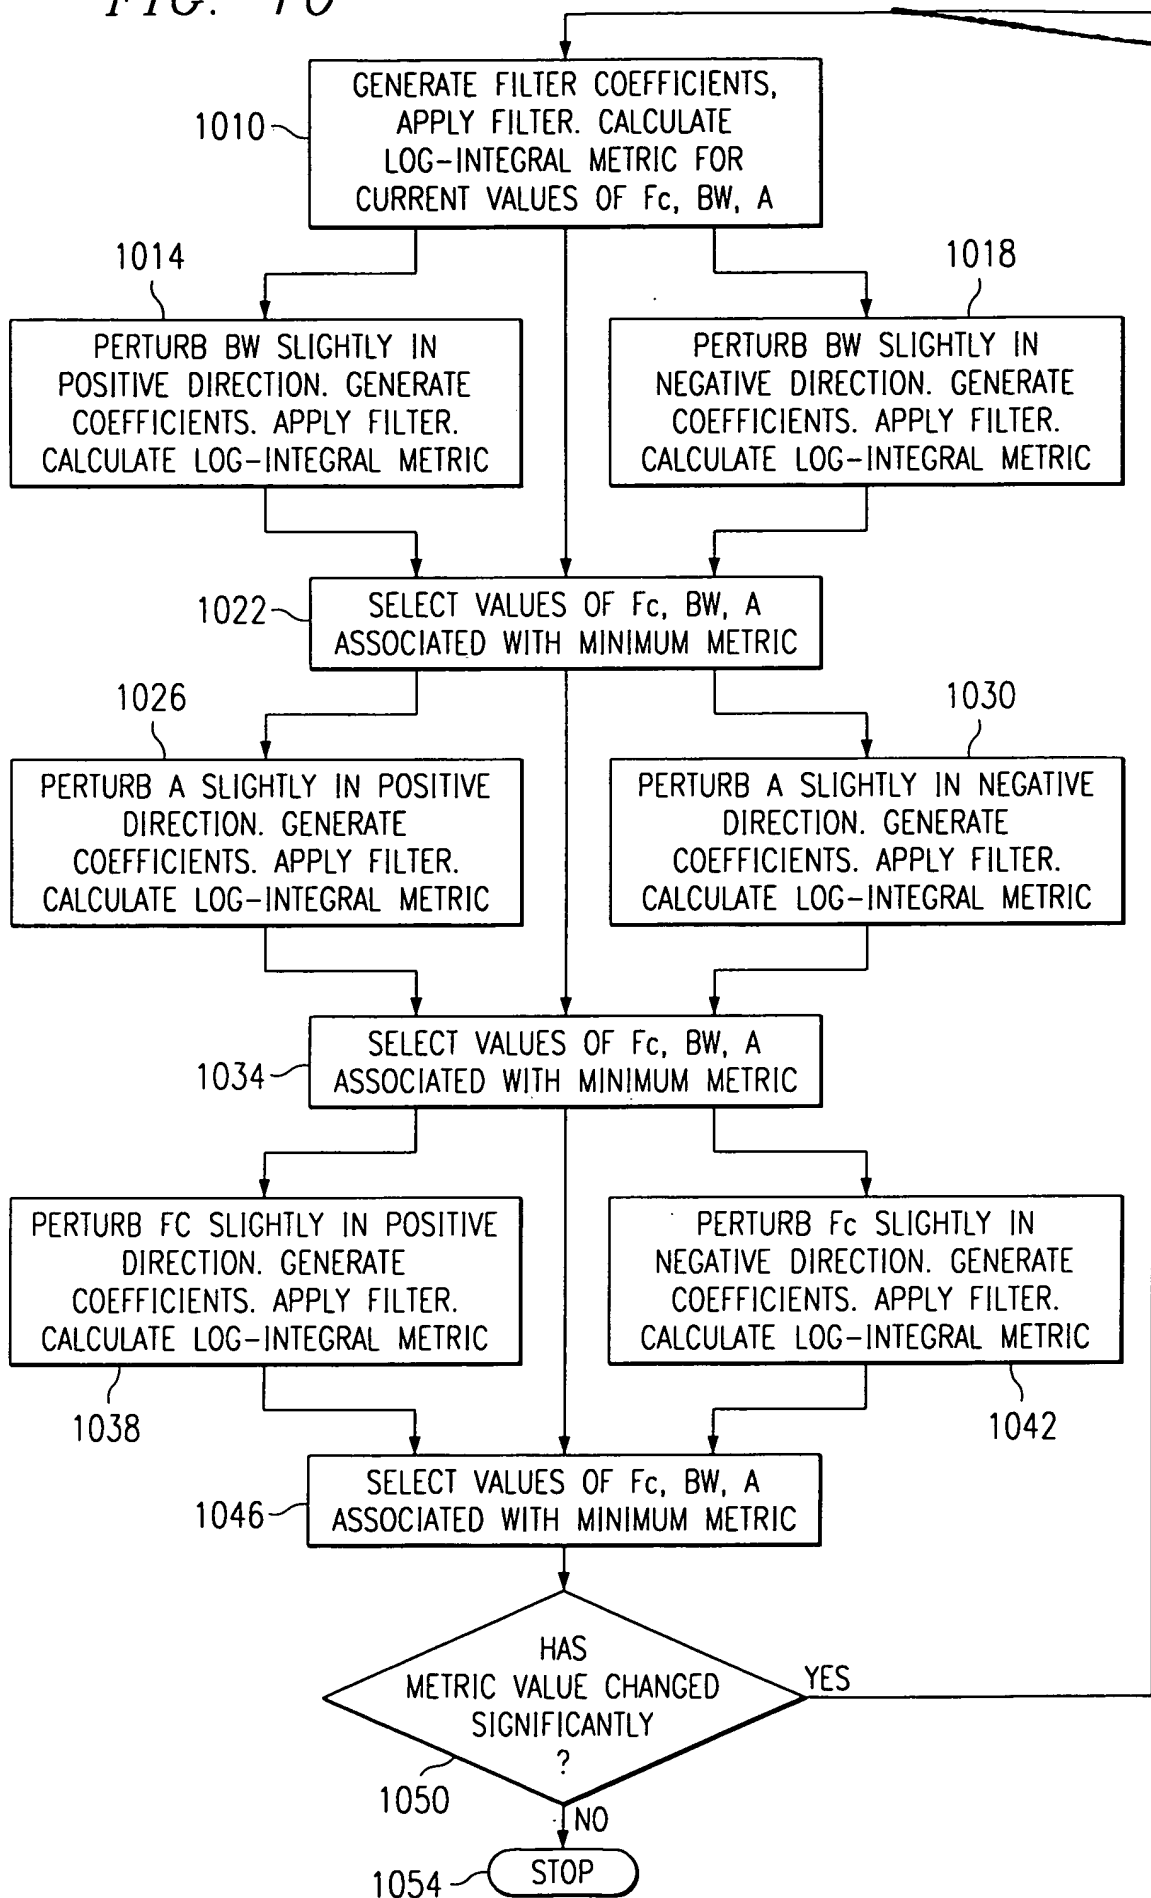 FIG. 10
GENERATE FILTER COEFFICIENTS,
APPLY FILTER. CALCULATE
LOG-INTEGRAL METRIC FOR
CURRENT VALUES OF Fc, BW, A
1010
1014
1018
PERTURB BW SLIGHTLY IN
POSITIVE DIRECTION. GENERATE
COEFFICIENTS. APPLY FILTER.
CALCULATE LOG-INTEGRAL METRIC
PERTURB BW SLIGHTLY IN
NEGATIVE DIRECTION. GENERATE
COEFFICIENTS. APPLY FILTER.
CALCULATE LOG-INTEGRAL METRIC
1022
SELECT VALUES OF Fc, BW, A
ASSOCIATED WITH MINIMUM METRIC
1026
1030
PERTURB A SLIGHTLY IN POSITIVE
DIRECTION. GENERATE
COEFFICIENTS. APPLY FILTER.
CALCULATE LOG-INTEGRAL METRIC
PERTURB A SLIGHTLY IN NEGATIVE
DIRECTION. GENERATE
COEFFICIENTS. APPLY FILTER.
CALCULATE LOG-INTEGRAL METRIC
1034
SELECT VALUES OF Fc, BW, A
ASSOCIATED WITH MINIMUM METRIC
PERTURB FC SLIGHTLY IN POSITIVE
DIRECTION. GENERATE
COEFFICIENTS. APPLY FILTER.
CALCULATE LOG-INTEGRAL METRIC
PERTURB Fc SLIGHTLY IN
NEGATIVE DIRECTION. GENERATE
COEFFICIENTS. APPLY FILTER.
CALCULATE LOG-INTEGRAL METRIC
1038
1042
1046
SELECT VALUES OF Fc, BW, A
ASSOCIATED WITH MINIMUM METRIC
HAS
METRIC VALUE CHANGED
SIGNIFICANTLY
?
YES
1050
NO
1054
STOP